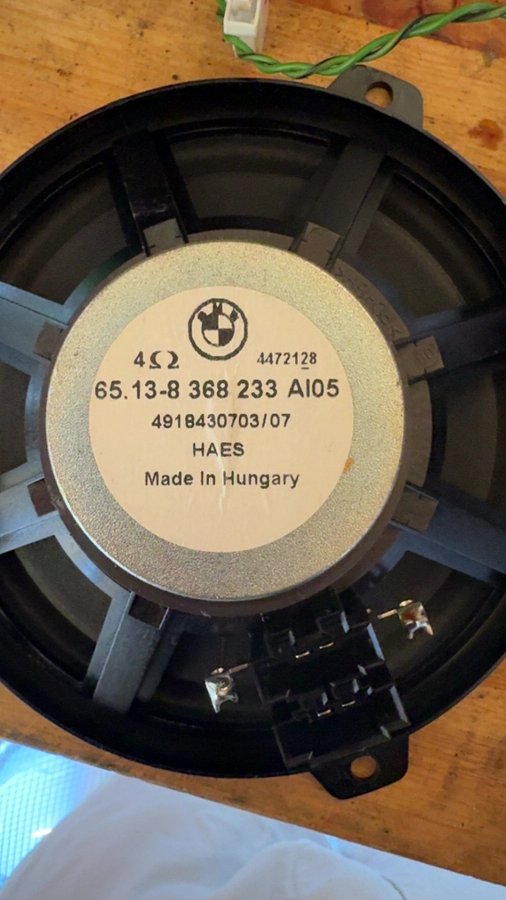 4Ω 4472128
65.13-8 368 233 AI05
4918430703/07
HAES
Made In Hungary